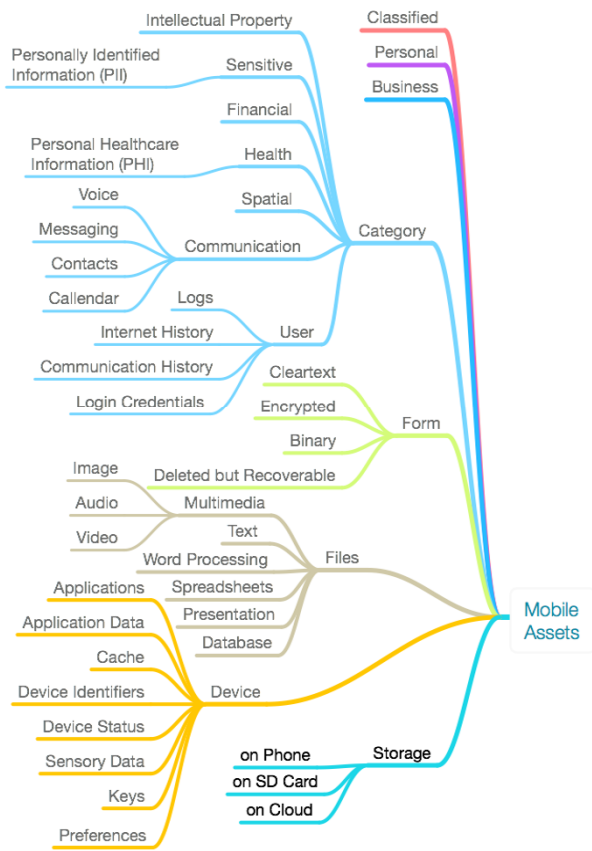 Classified
Personal
Business
Intellectual Property
Personally Identified
Information (PII)
Sensitive
Financial
Personal Healthcare
Information (PHI)
Health
Spatial
Category
Voice
Messaging
Communication
Contacts
Callendar
Logs
Internet History
User
Communication History
Login Credentials
Cleartext
Encrypted
Form
Binary
Deleted but Recoverable
Image
Audio
Multimedia
Video
Text
Word Processing
Files
Spreadsheets
Presentation
Database
Mobile
Assets
Applications
Application Data
Cache
Device Identifiers
Device
Device Status
Sensory Data
Keys
Preferences
Storage
on Phone
on SD Card
on Cloud